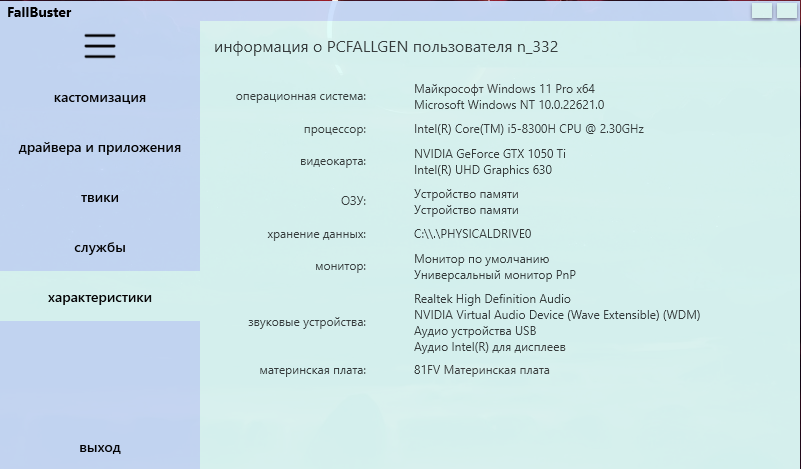 FallBuster
информация о PCFALLGEN пользователя n_332
кастомизация
драйвера и приложения
твики
службы
характеристики
выход
операционная система:
Майкрософт Windows 11 Pro x64
Microsoft Windows NT 10.0.22621.0
процессор:
Intel(R) Core(TM) i5-8300H CPU @ 2.30GHz
видеокарта:
NVIDIA GeForce GTX 1050 Ti
Intel(R) UHD Graphics 630
ОЗУ:
Устройство памяти
Устройство памяти
хранение данных:
C:\\.\PHYSICALDRIVE0
монитор:
Монитор по умолчанию
Универсальный монитор PnP
звуковые устройства:
Realtek High Definition Audio
NVIDIA Virtual Audio Device (Wave Extensible) (WDM)
Аудио устройства USB
Аудио Intel(R) для дисплеев
материнская плата:
81FV Материнская плата